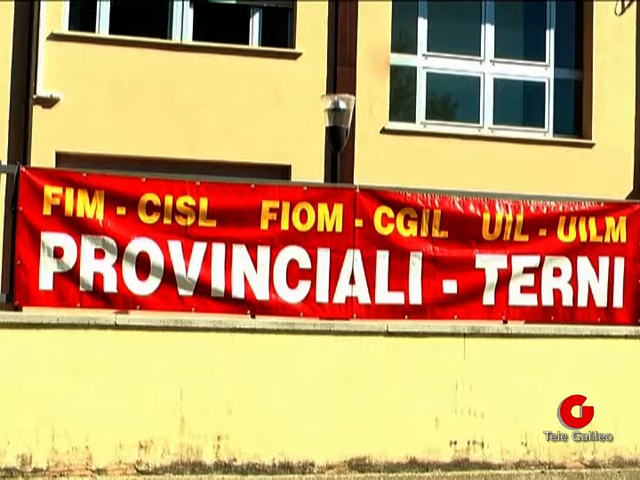 FIM - CISL FIOM - CGIL UIL - UILM
PROVINCIALI - TERNI
G
Tele Galileo